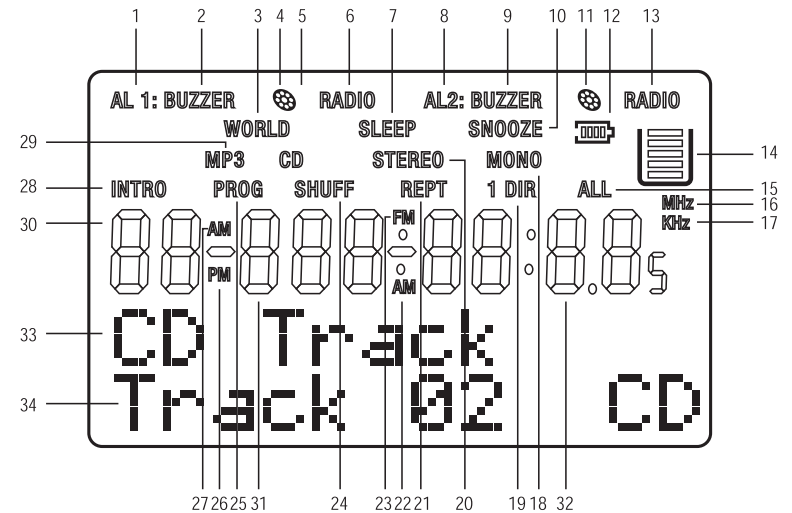 1 2 3 4 5 6 7 8 9 10 11 12 13
AL 1: BUZZER RADIO AL2: BUZZER RADIO
WORLD SLEEP SNOOZE
29 MP3 CD STEREO MONO 14
28 INTRO PROG SHUFF REPT 1 DIR ALL 15
MHz 16
30 AM FM KHz 17
88-888-88:8.8 5
PM AM
33 CD Track
34 Track 02 CD
27 26 25 31 24 23 22 21 20 19 18 32